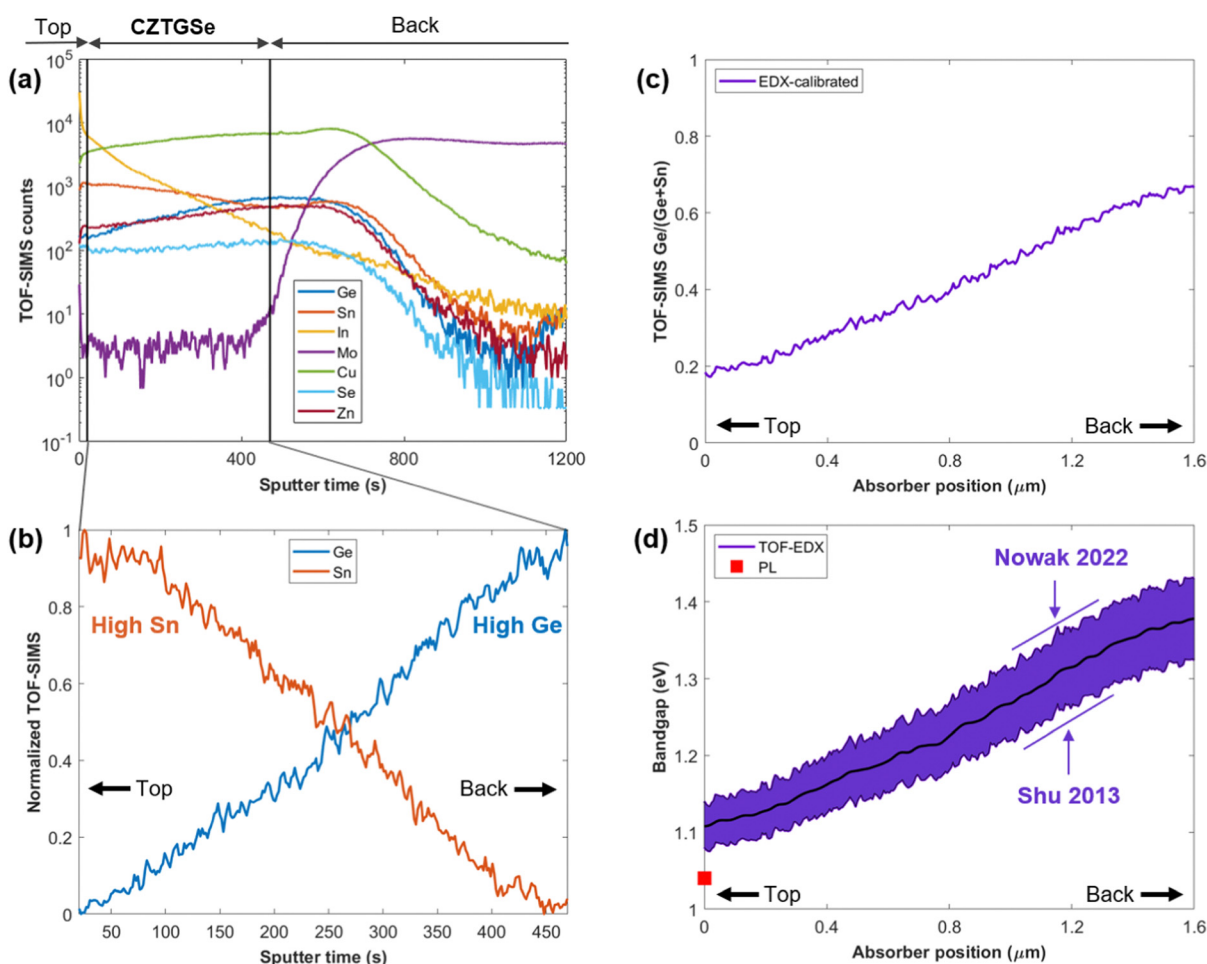 Top
CZTGSe
Back
(a)
10^5
10^4
10^3
10^2
10^1
10^0
10^-1
TOF-SIMS counts
Ge
Sn
In
Mo
Cu
Se
Zn
0 400 800 1200
Sputter time (s)
(b)
1
0.8
0.6
0.4
0.2
0
Normalized TOF-SIMS
Ge
Sn
High Sn
High Ge
Top
Back
50 100 150 200 250 300 350 400 450
Sputter time (s)
(c)
1
0.8
0.6
0.4
0.2
0
TOF-SIMS Ge/(Ge+Sn)
EDX-calibrated
Top
Back
0 0.4 0.8 1.2 1.6
Absorber position (μm)
(d)
1.5
1.4
1.3
1.2
1.1
1
Bandgap (eV)
TOF-EDX
PL
Nowak 2022
Shu 2013
Top
Back
0 0.4 0.8 1.2 1.6
Absorber position (μm)